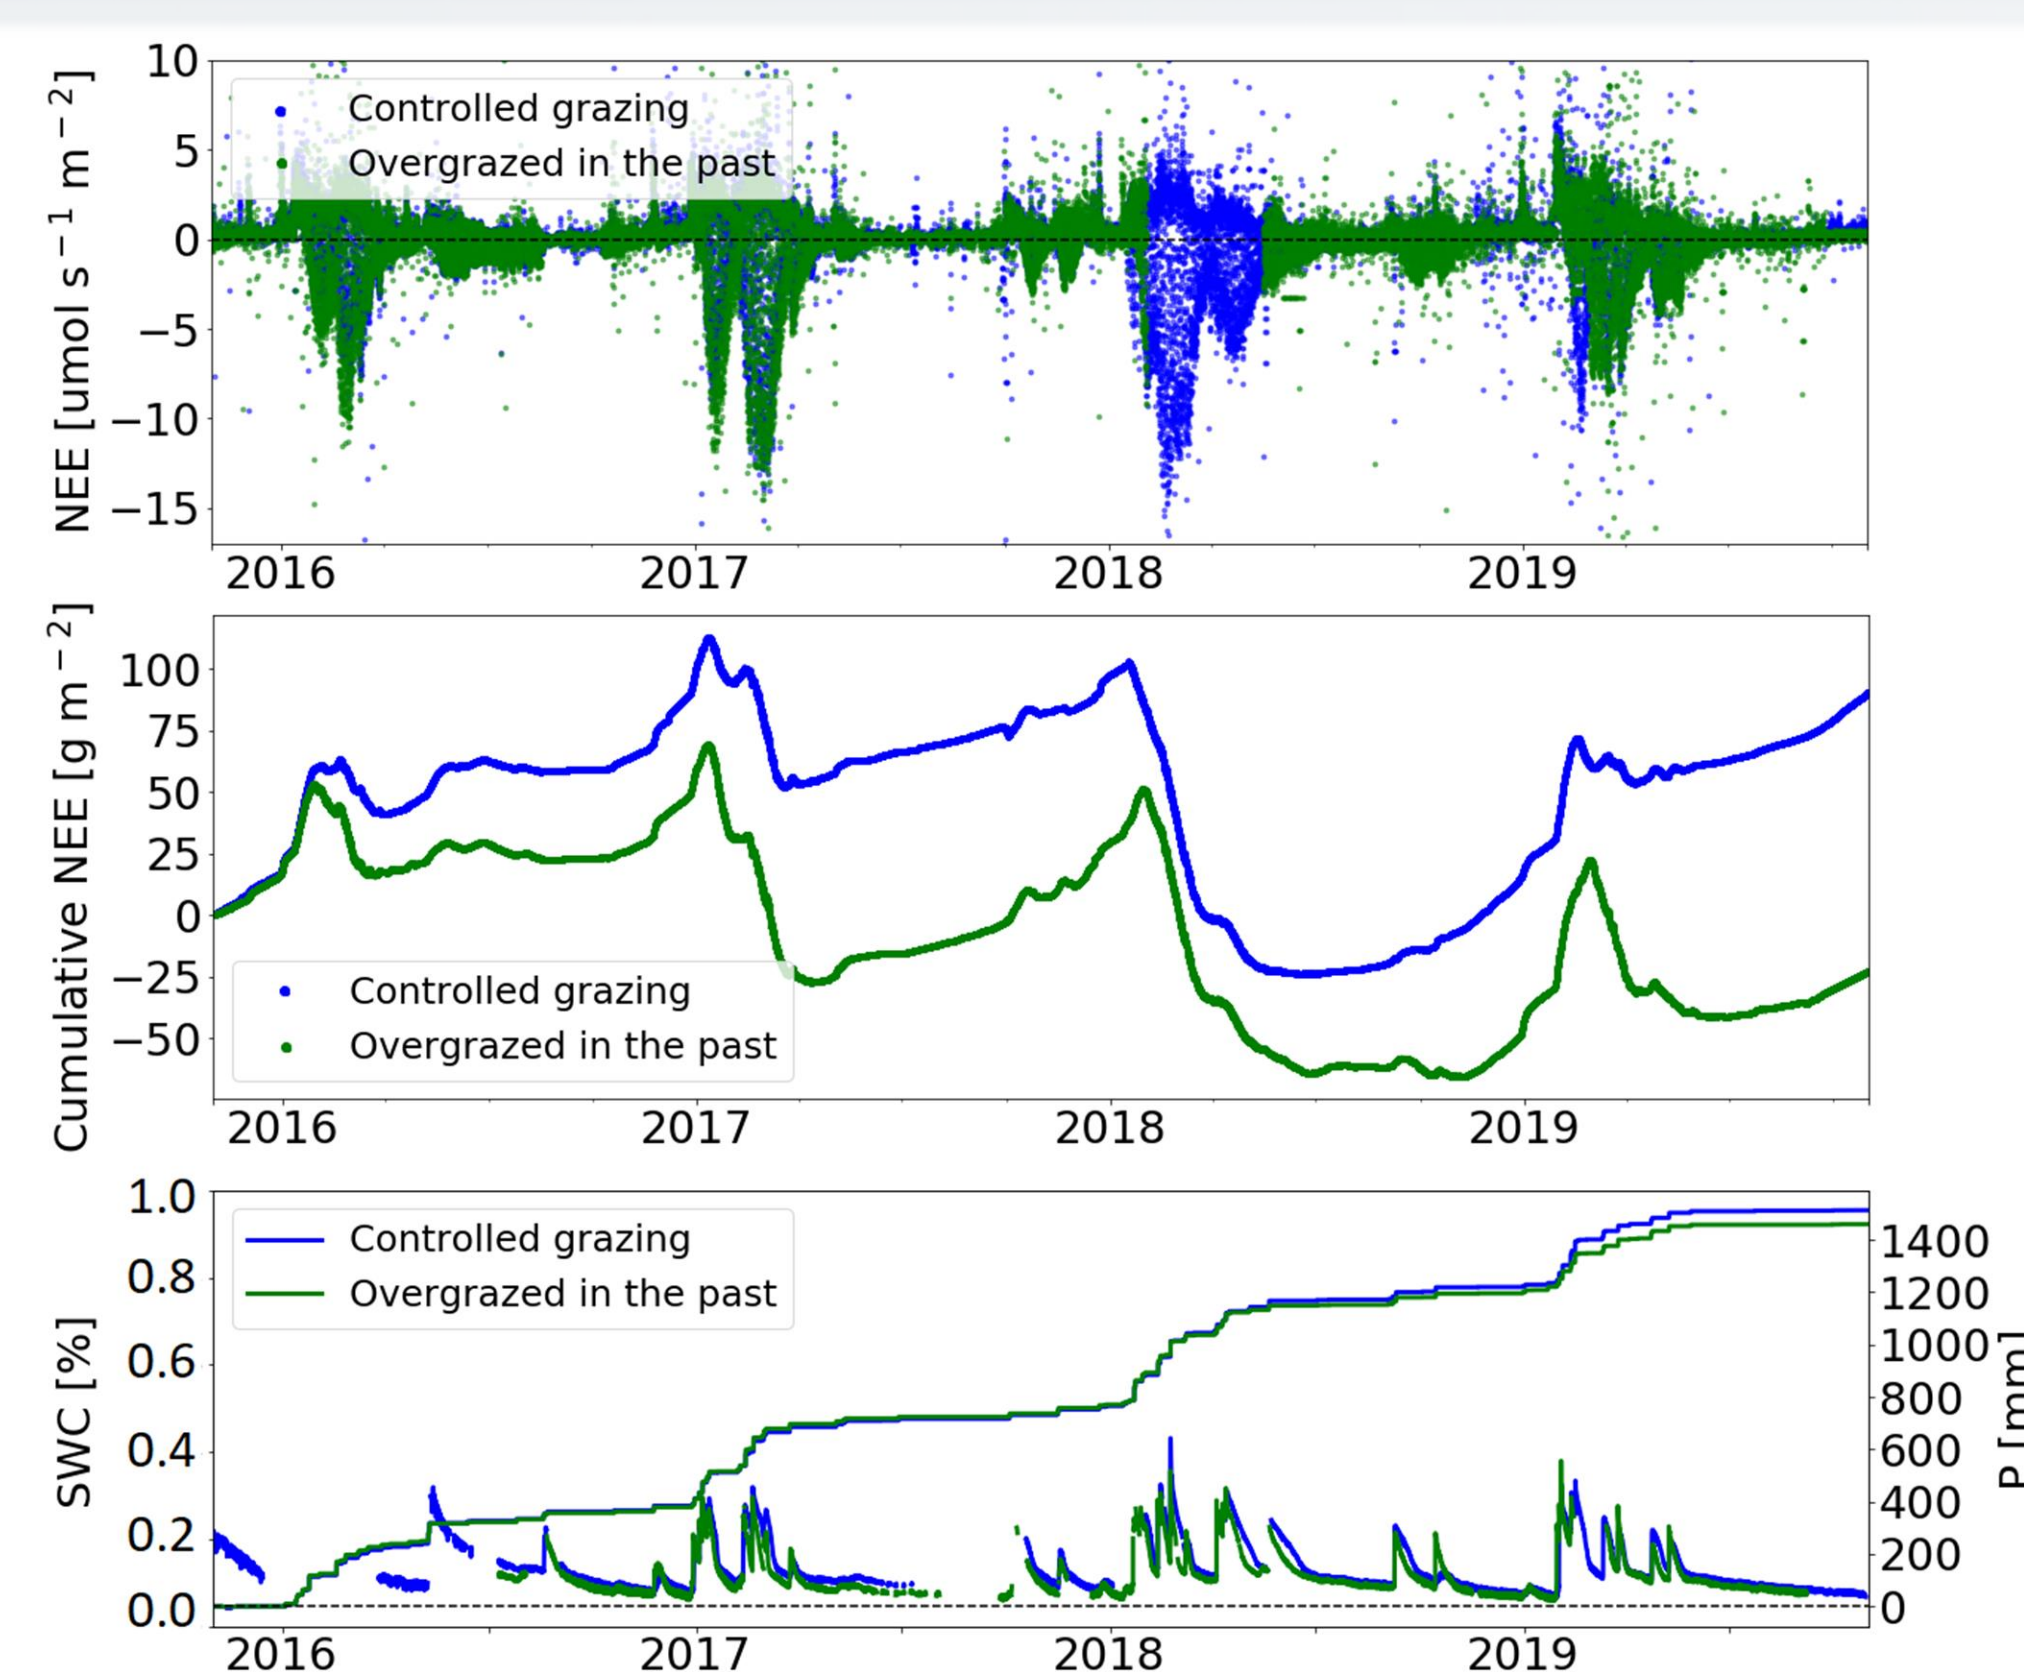 NEE [umol s−1 m−2]
10
5
0
−5
−10
−15
Controlled grazing
Overgrazed in the past
2016 2017 2018 2019
Cumulative NEE [g m−2]
100
75
50
25
0
−25
−50
Controlled grazing
Overgrazed in the past
2016 2017 2018 2019
SWC [%]
1.0
0.8
0.6
0.4
0.2
0.0
Controlled grazing
Overgrazed in the past
1400
1200
1000
800
600
400
200
0
P [mm]
2016 2017 2018 2019